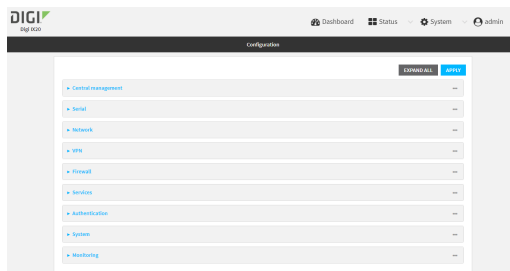 DIGI
Digi IX20
Dashboard Status System admin
Configuration
EXPAND ALL APPLY
Central management
Serial
Network
VPN
Firewall
Services
Authentication
System
Monitoring